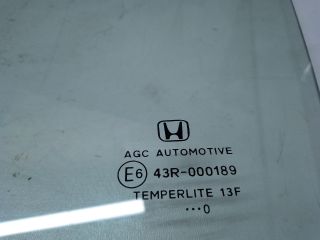 AGC AUTOMOTIVE
E6 43R-000189
TEMPERLITE 13F
···0